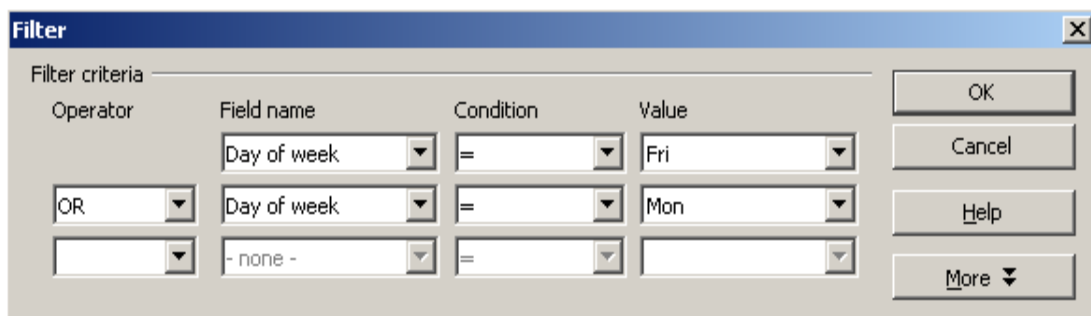 Filter
Filter criteria
Operator Field name Condition Value
Day of week = Fri
OR Day of week = Mon
- none - =
OK
Cancel
Help
More